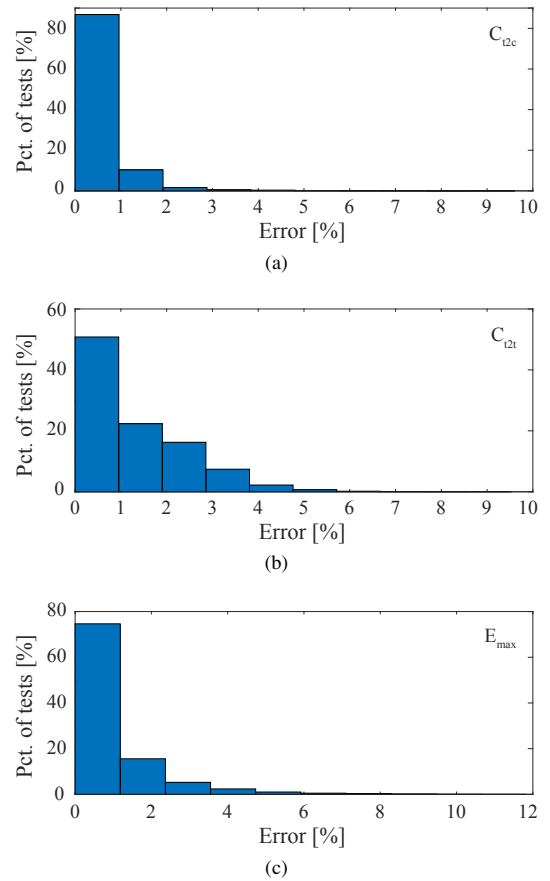 80
60
40
20
0
Pct. of tests [%]
C_t2c
0 1 2 3 4 5 6 7 8 9 10
Error [%]
(a)
60
40
20
0
Pct. of tests [%]
C_t2t
0 1 2 3 4 5 6 7 8 9 10
Error [%]
(b)
80
60
40
20
0
Pct. of tests [%]
E_max
0 2 4 6 8 10 12
Error [%]
(c)